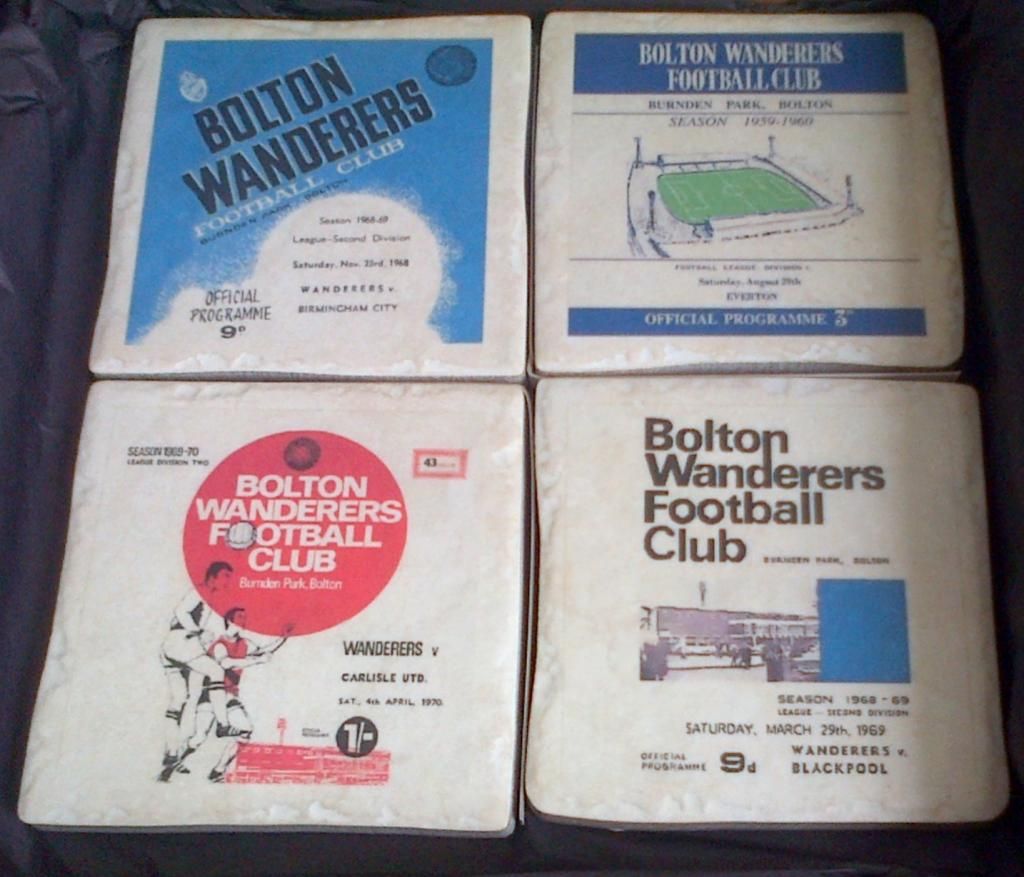 BOLTON
WANDERERS
FOOTBALL CLUB
BURNDEN PARK, BOLTON
Season 1968-69
League-Second Division
Saturday, Nov. 23rd, 1968
WANDERERS v.
BIRMINGHAM CITY
OFFICIAL
PROGRAMME
9D
BOLTON WANDERERS
FOOTBALL CLUB
BURNDEN PARK, BOLTON
SEASON 1959-1960
FOOTBALL LEAGUE DIVISION I.
Saturday, August 29th
EVERTON
OFFICIAL PROGRAMME 3D
SEASON 1969-70
LEAGUE DIVISION TWO
43
BOLTON
WANDERERS
FOOTBALL
CLUB
Burnden Park, Bolton
WANDERERS v
CARLISLE UTD.
SAT., 4th APRIL, 1970.
1/-
Bolton
Wanderers
Football
Club
BURNDEN PARK, BOLTON
SEASON 1968-69
LEAGUE - SECOND DIVISION
SATURDAY, MARCH 29th, 1969
OFFICIAL
PROGRAMME 9d
WANDERERS v.
BLACKPOOL